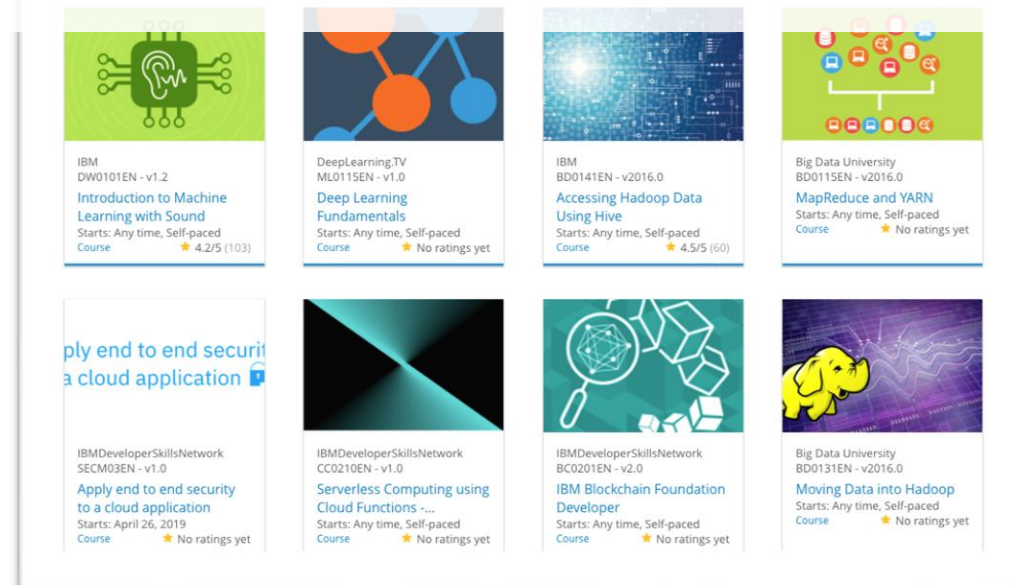 IBM
DW0101EN - v1.2
Introduction to Machine
Learning with Sound
Starts: Any time, Self-paced
Course 4.2/5 (103)
DeepLearning.TV
ML0115EN - v1.0
Deep Learning
Fundamentals
Starts: Any time, Self-paced
Course No ratings yet
IBM
BD0141EN - v2016.0
Accessing Hadoop Data
Using Hive
Starts: Any time, Self-paced
Course 4.5/5 (60)
Big Data University
BD0115EN - v2016.0
MapReduce and YARN
Starts: Any time, Self-paced
Course No ratings yet
ply end to end securit
a cloud application
IBMDeveloperSkillsNetwork
SECM03EN - v1.0
Apply end to end security
to a cloud application
Starts: April 26, 2019
Course No ratings yet
IBMDeveloperSkillsNetwork
CC0210EN - v1.0
Serverless Computing using
Cloud Functions -...
Starts: Any time, Self-paced
Course No ratings yet
IBMDeveloperSkillsNetwork
BC0201EN - v2.0
IBM Blockchain Foundation
Developer
Starts: Any time, Self-paced
Course No ratings yet
Big Data University
BD0131EN - v2016.0
Moving Data into Hadoop
Starts: Any time, Self-paced
Course No ratings yet